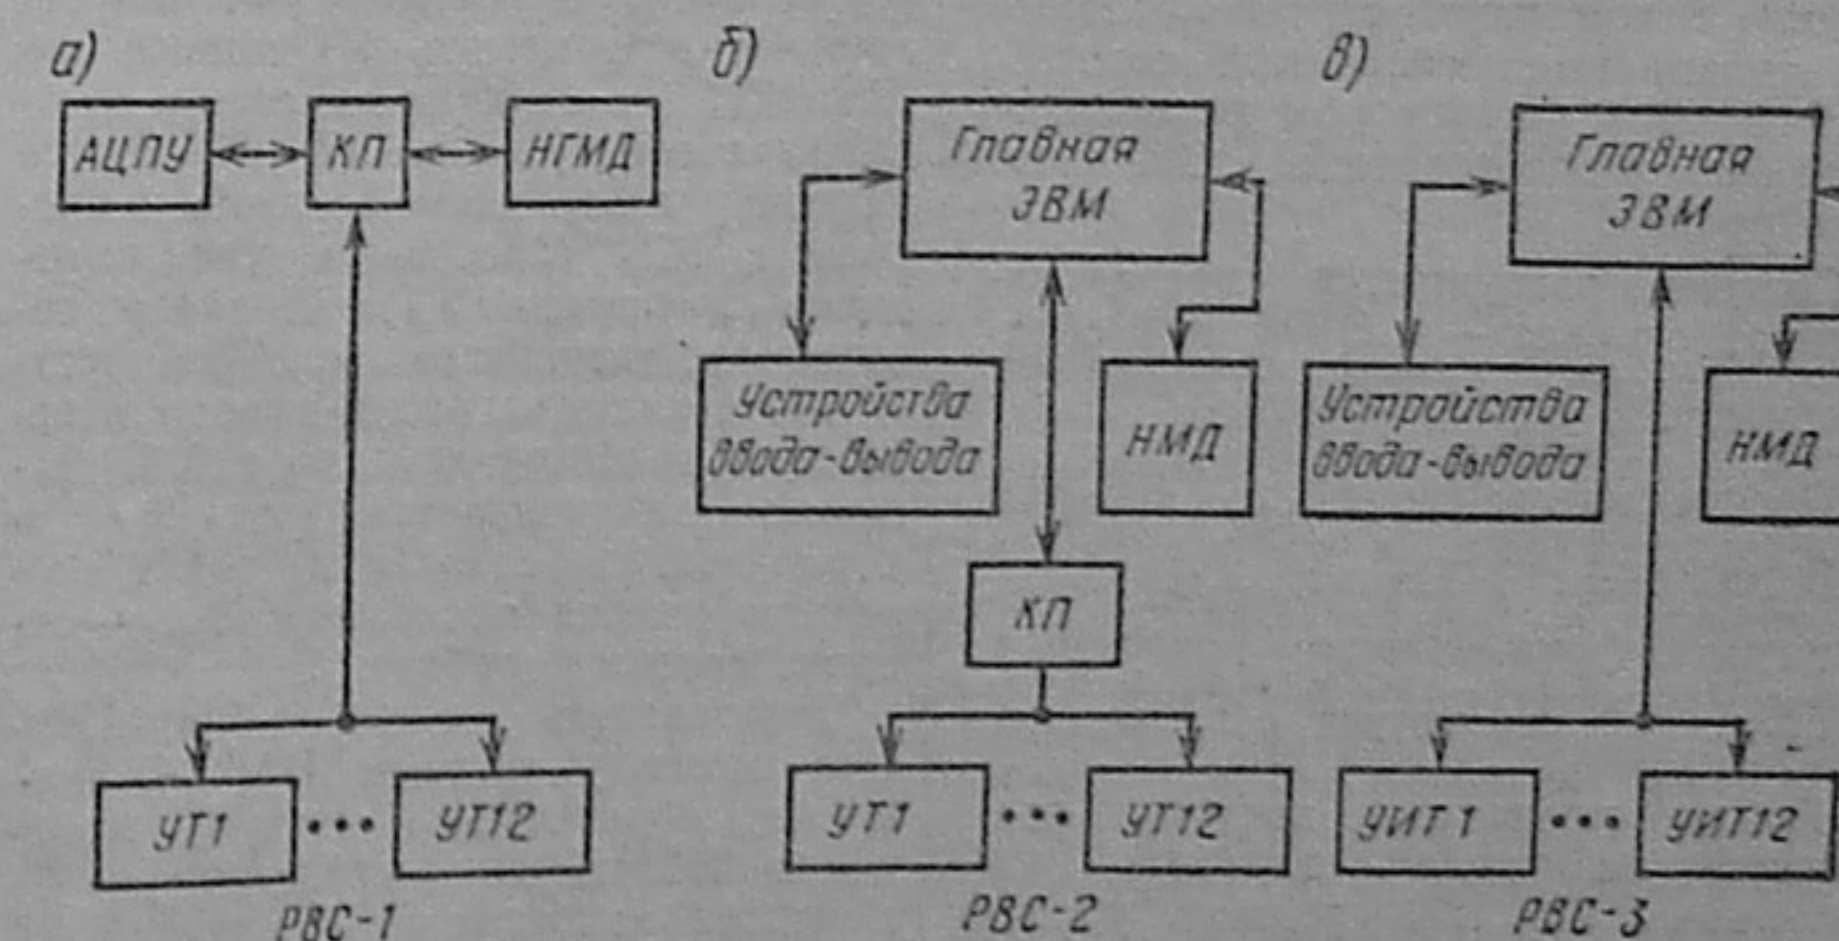 а)
АЦПУ
КП
НГМД
УТ1
...
УТ12
РВС-1
б)
Главная
ЭВМ
Устройства
ввода-вывода
НМД
КП
УТ1
...
УТ12
РВС-2
в)
Главная
ЭВМ
Устройства
ввода-вывода
НМД
УИТ1
...
УИТ12
РВС-3